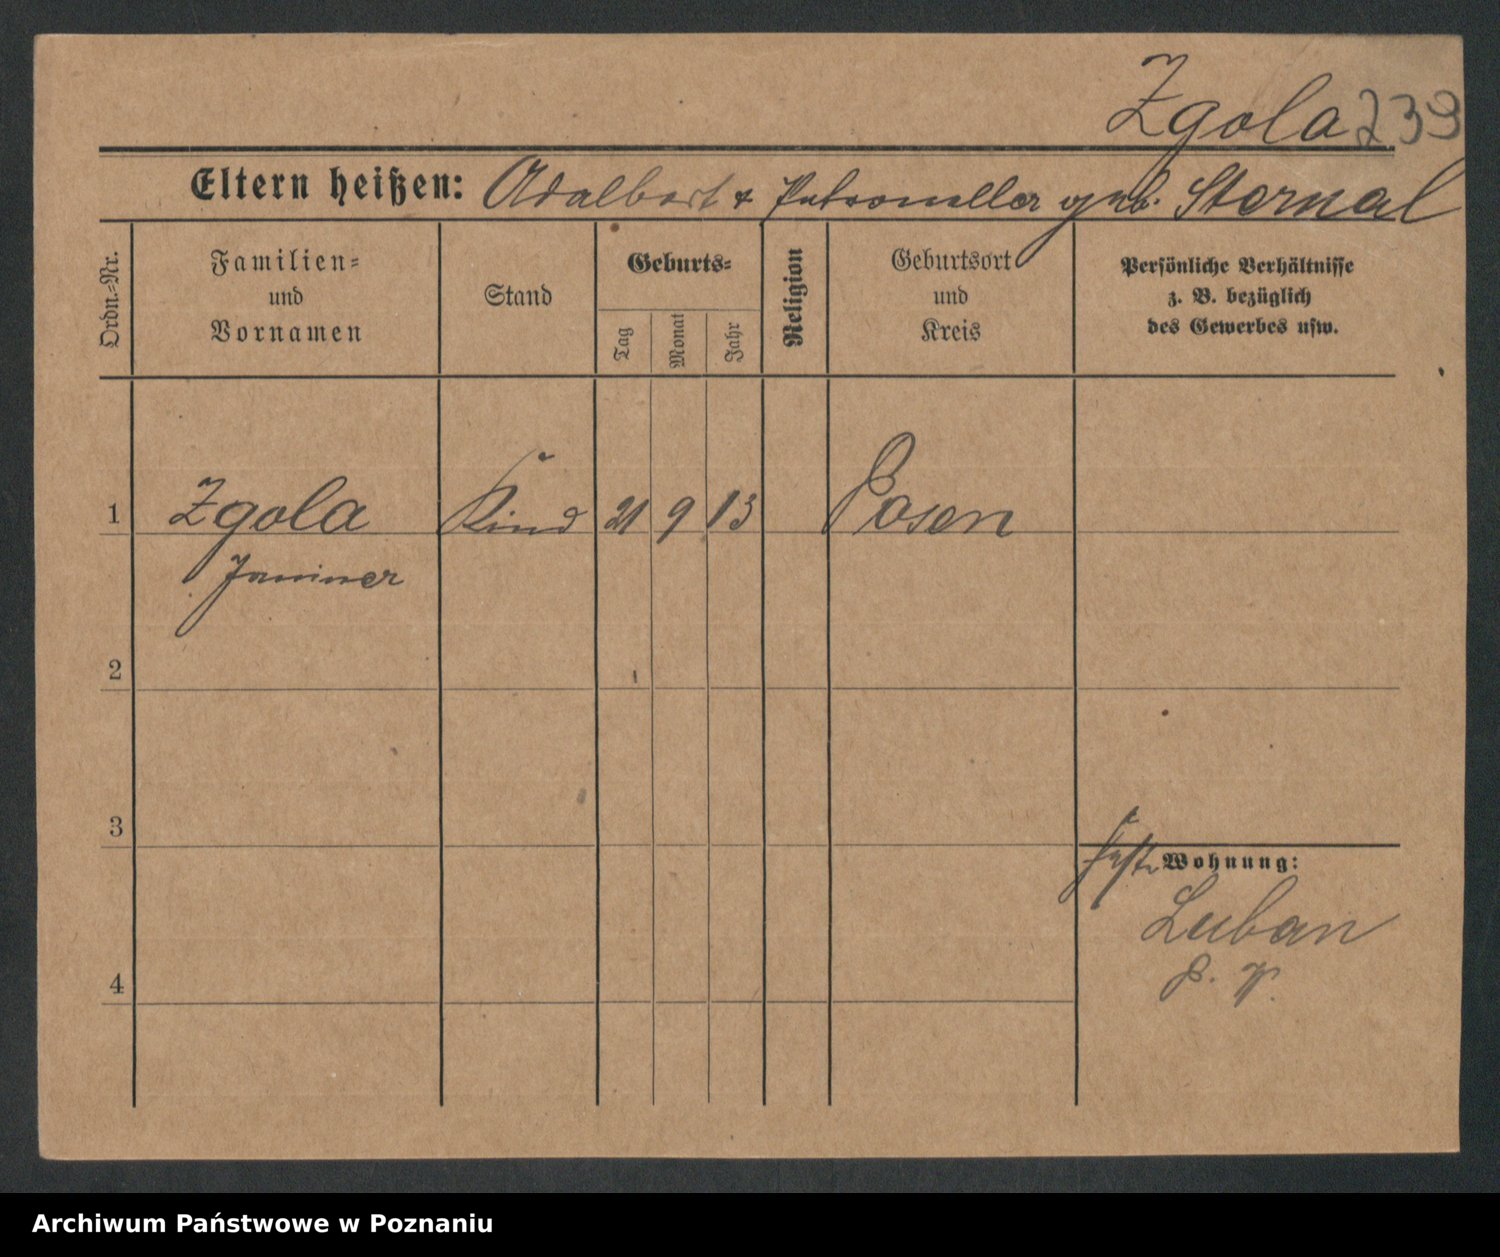 Zgola 239
Eltern heißen: Adalbert & geb. Sternal
Ordn.-Nr.
Familien-
und
Vornamen
Stand
Geburts-
Tag
Monat
Jahr
Religion
Geburtsort
und
Kreis
Persönliche Verhältnisse
z. B. bezüglich
des Gewerbes usw.
1 Zgola Kind 21 9 13 Posen
2
3
Wohnung:
Luban
4
Archiwum Państwowe w Poznaniu